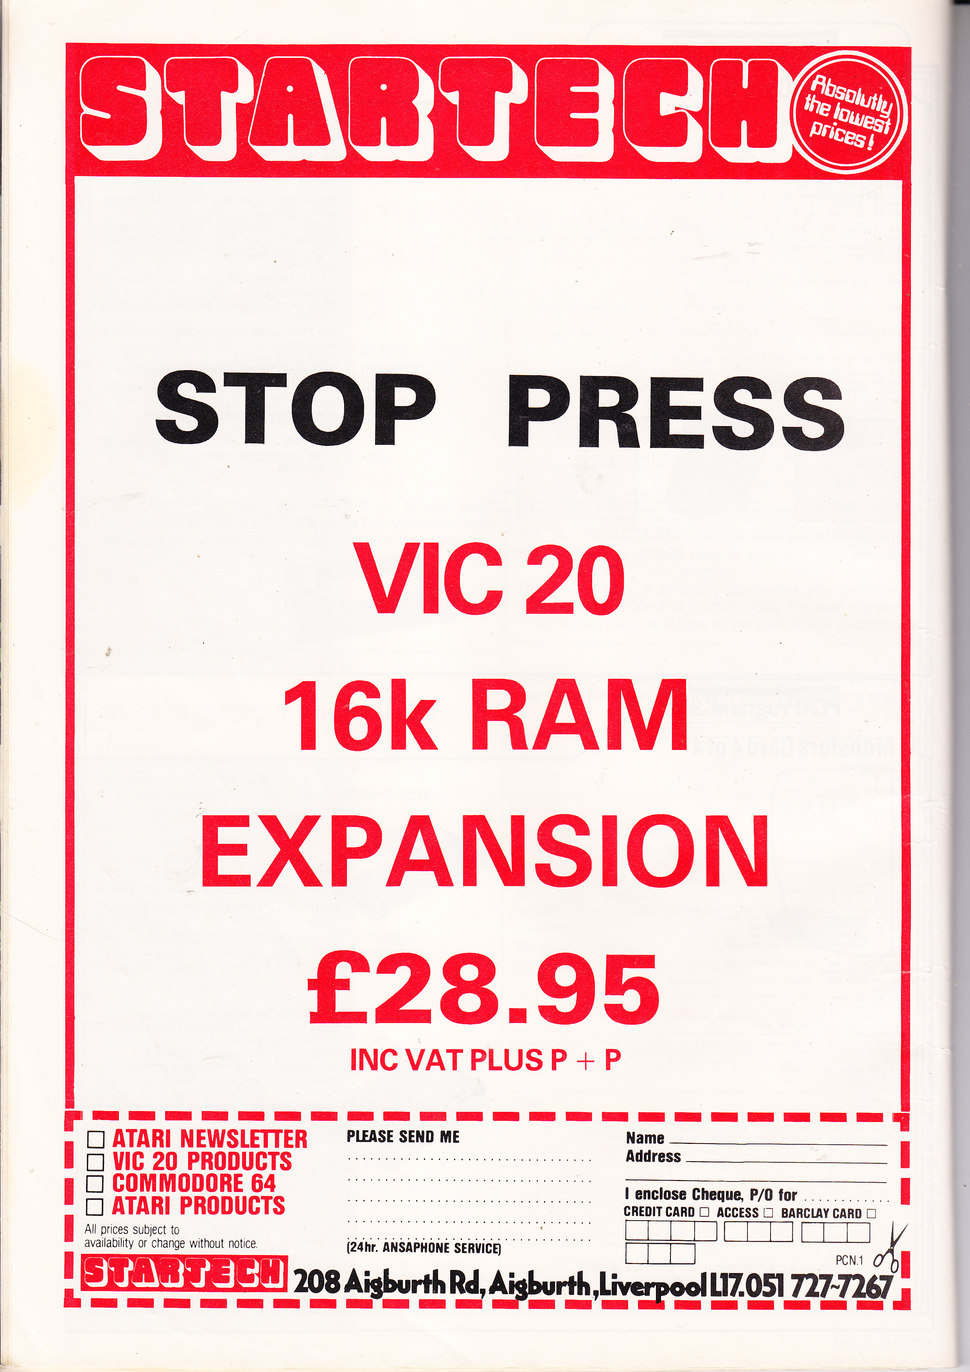 STARTECH
Absolutly
the lowest
prices!
STOP PRESS
VIC 20
16k RAM
EXPANSION
£28.95
INC VAT PLUS P + P
ATARI NEWSLETTER
VIC 20 PRODUCTS
COMMODORE 64
ATARI PRODUCTS
All prices subject to
availability or change without notice.
PLEASE SEND ME
(24hr. ANSAPHONE SERVICE)
Name
Address
I enclose Cheque, P/O for
CREDIT CARD ACCESS BARCLAY CARD
PCN.1
STARTECH 208 Aigburth Rd, Aigburth, Liverpool L17. 051 727-7267